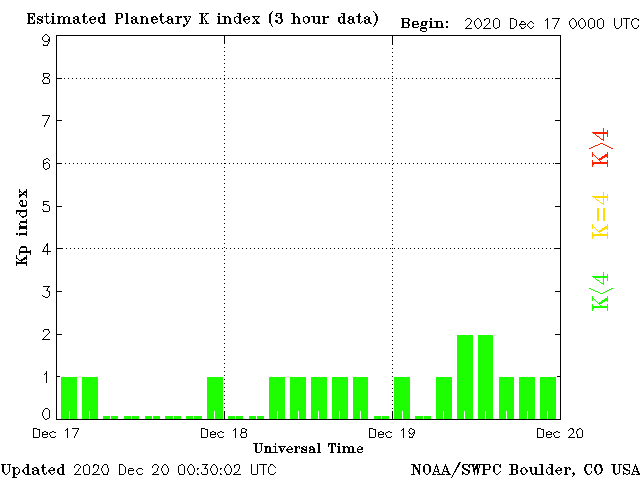 Estimated Planetary K index (3 hour data) Begin: 2020 Dec 17 0000 UTC
9
8
7
6
5
4
3
2
1
0
Kp index
K>4
K=4
K<4
Dec 17 Dec 18 Dec 19 Dec 20
Universal Time
Updated 2020 Dec 20 00:30:02 UTC NOAA/SWPC Boulder, CO USA